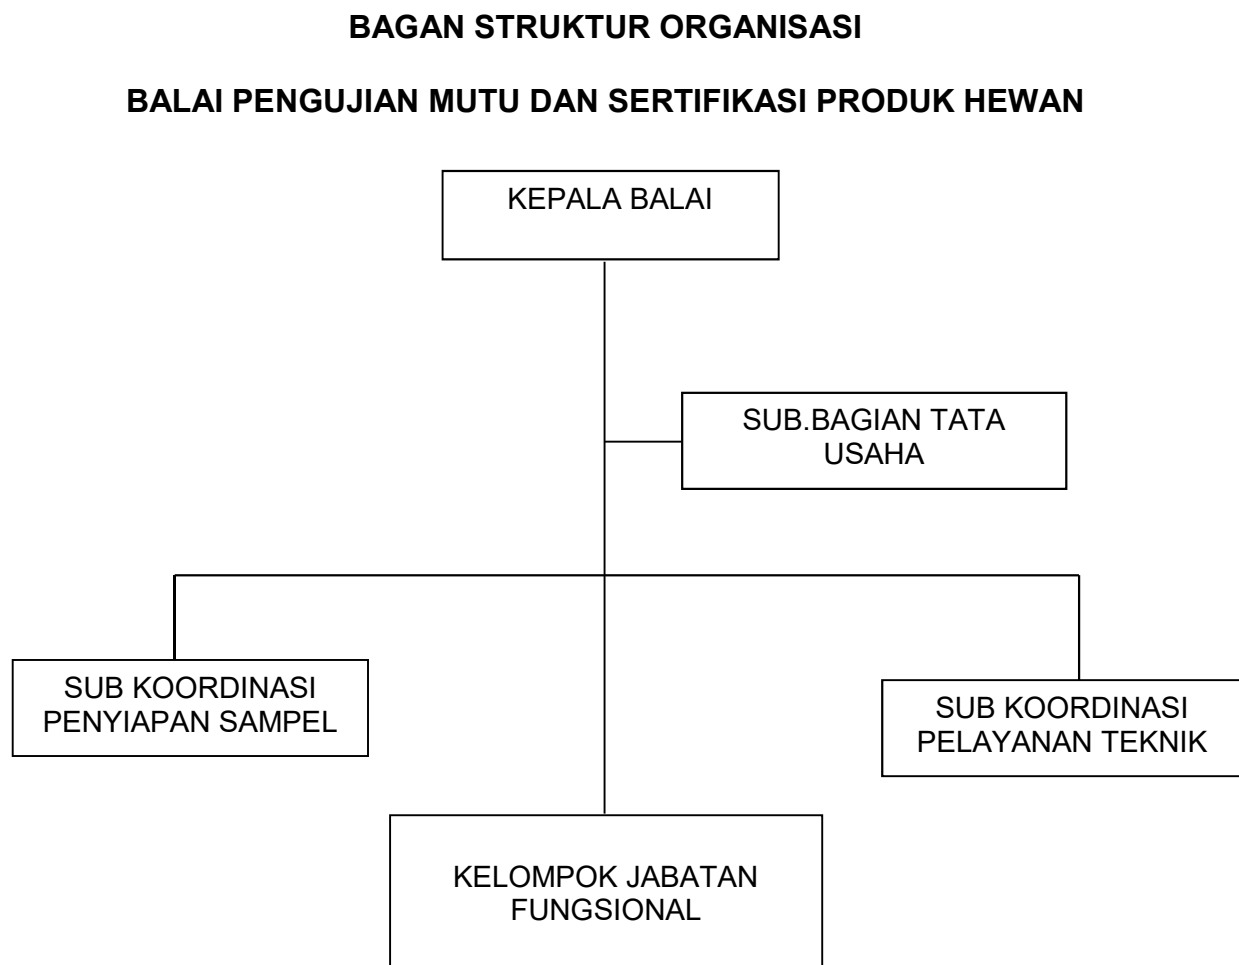 BAGAN STRUKTUR ORGANISASI
BALAI PENGUJIAN MUTU DAN SERTIFIKASI PRODUK HEWAN
KEPALA BALAI
SUB.BAGIAN TATA
USAHA
SUB KOORDINASI
PENYIAPAN SAMPEL
SUB KOORDINASI
PELAYANAN TEKNIK
KELOMPOK JABATAN
FUNGSIONAL